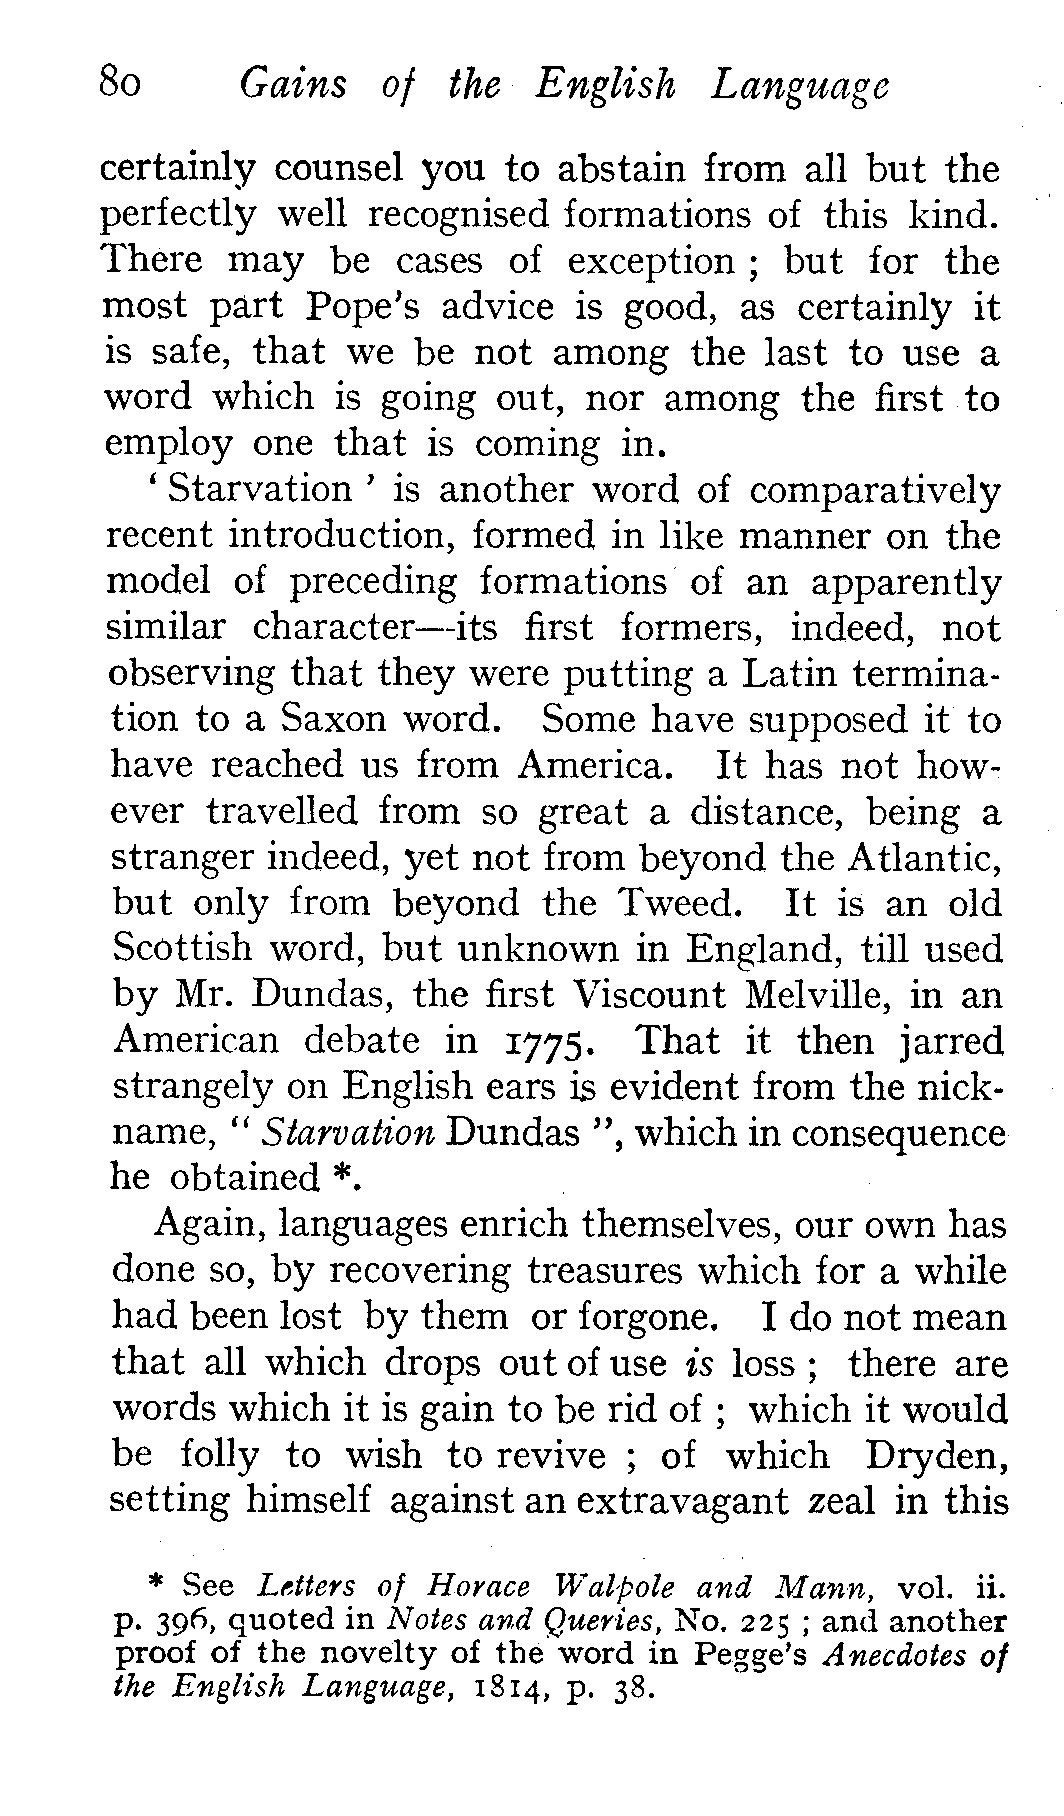 80 Gains of the English Language
certainly counsel you to abstain from all but the
perfectly well recognised formations of this kind.
There may be cases of exception ; but for the
most part Pope's advice is good, as certainly it
is safe, that we be not among the last to use a
word which is going out, nor among the first to
employ one that is coming in.
‘ Starvation ’ is another word of comparatively
recent introduction, formed in like manner on the
model of preceding formations of an apparently
similar character—its first formers, indeed, not
observing that they were putting a Latin termina-
tion to a Saxon word. Some have supposed it to
have reached us from America. It has not how-
ever travelled from so great a distance, being a
stranger indeed, yet not from beyond the Atlantic,
but only from beyond the Tweed. It is an old
Scottish word, but unknown in England, till used
by Mr. Dundas, the first Viscount Melville, in an
American debate in 1775. That it then jarred
strangely on English ears is evident from the nick-
name, “ Starvation Dundas ”, which in consequence
he obtained *.
Again, languages enrich themselves, our own has
done so, by recovering treasures which for a while
had been lost by them or forgone. I do not mean
that all which drops out of use is loss ; there are
words which it is gain to be rid of ; which it would
be folly to wish to revive ; of which Dryden,
setting himself against an extravagant zeal in this
* See Letters of Horace Walpole and Mann, vol. ii.
p. 396, quoted in Notes and Queries, No. 225 ; and another
proof of the novelty of the word in Pegge's Anecdotes of
the English Language, 1814, p. 38.